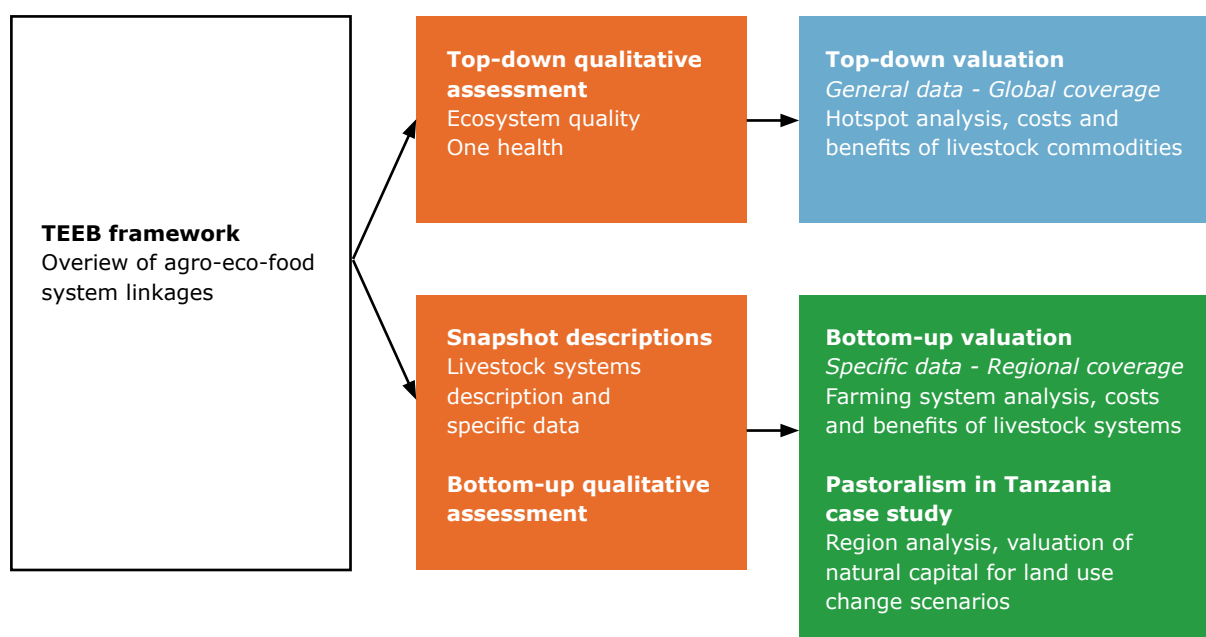 TEEB framework
Overiew of agro-eco-food
system linkages
Top-down qualitative
assessment
Ecosystem quality
One health
Top-down valuation
General data - Global coverage
Hotspot analysis, costs and
benefits of livestock commodities
Snapshot descriptions
Livestock systems
description and
specific data
Bottom-up qualitative
assessment
Bottom-up valuation
Specific data - Regional coverage
Farming system analysis, costs
and benefits of livestock systems
Pastoralism in Tanzania
case study
Region analysis, valuation of
natural capital for land use
change scenarios